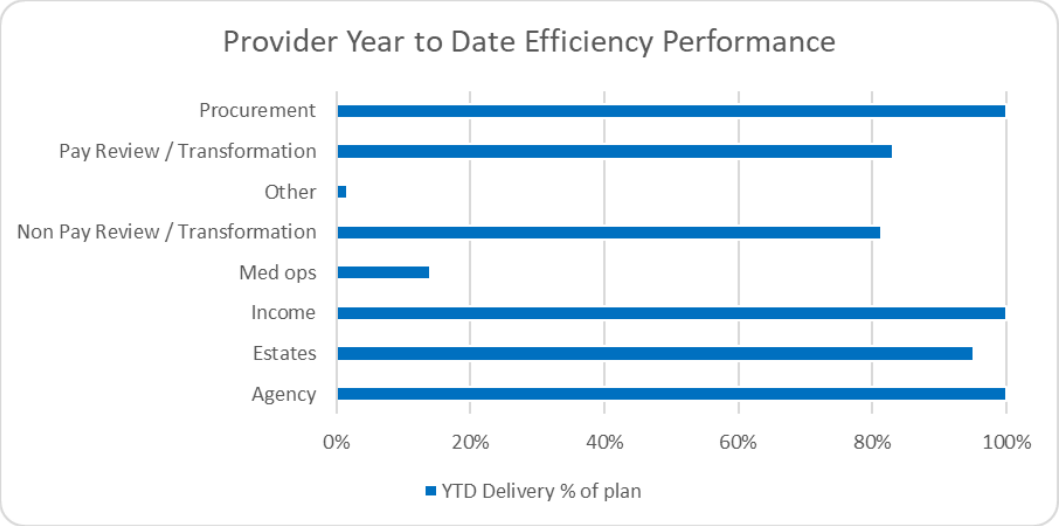 Provider Year to Date Efficiency Performance
Procurement
Pay Review / Transformation
Other
Non Pay Review / Transformation
Med ops
Income
Estates
Agency
0% 20% 40% 60% 80% 100%
YTD Delivery % of plan